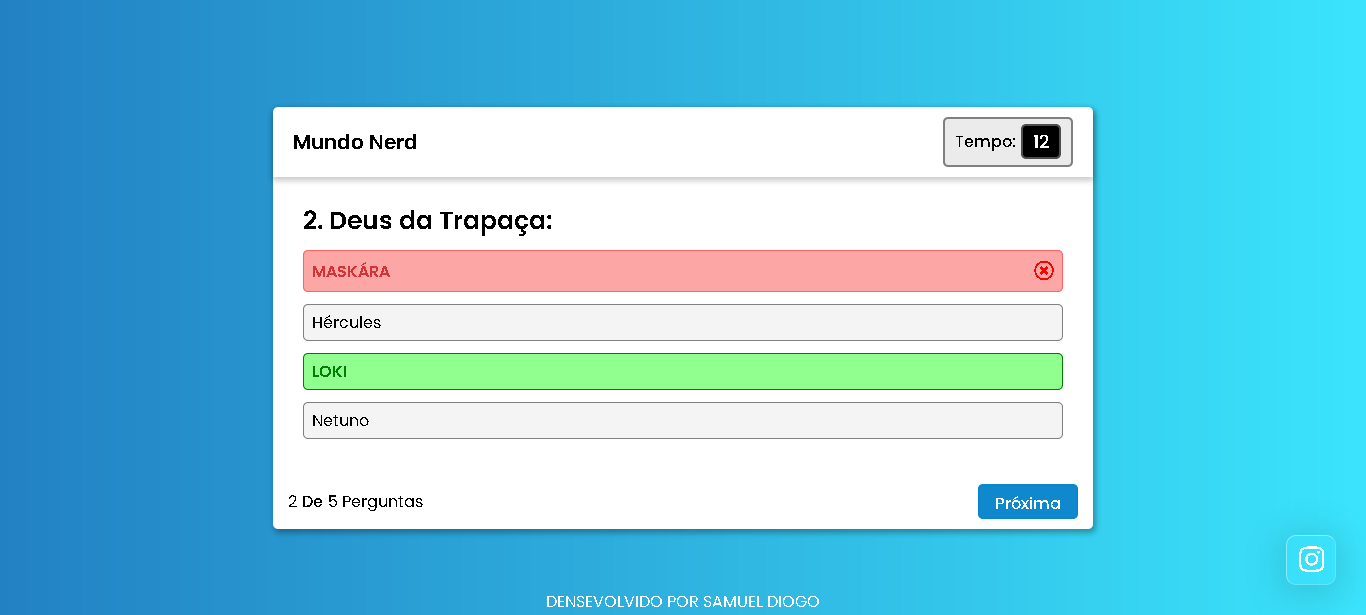 Mundo Nerd
Tempo: 12
2. Deus da Trapaça:
MASKÁRA
Hércules
LOKI
Netuno
2 De 5 Perguntas
Próxima
DENSEVOLVIDO POR SAMUEL DIOGO